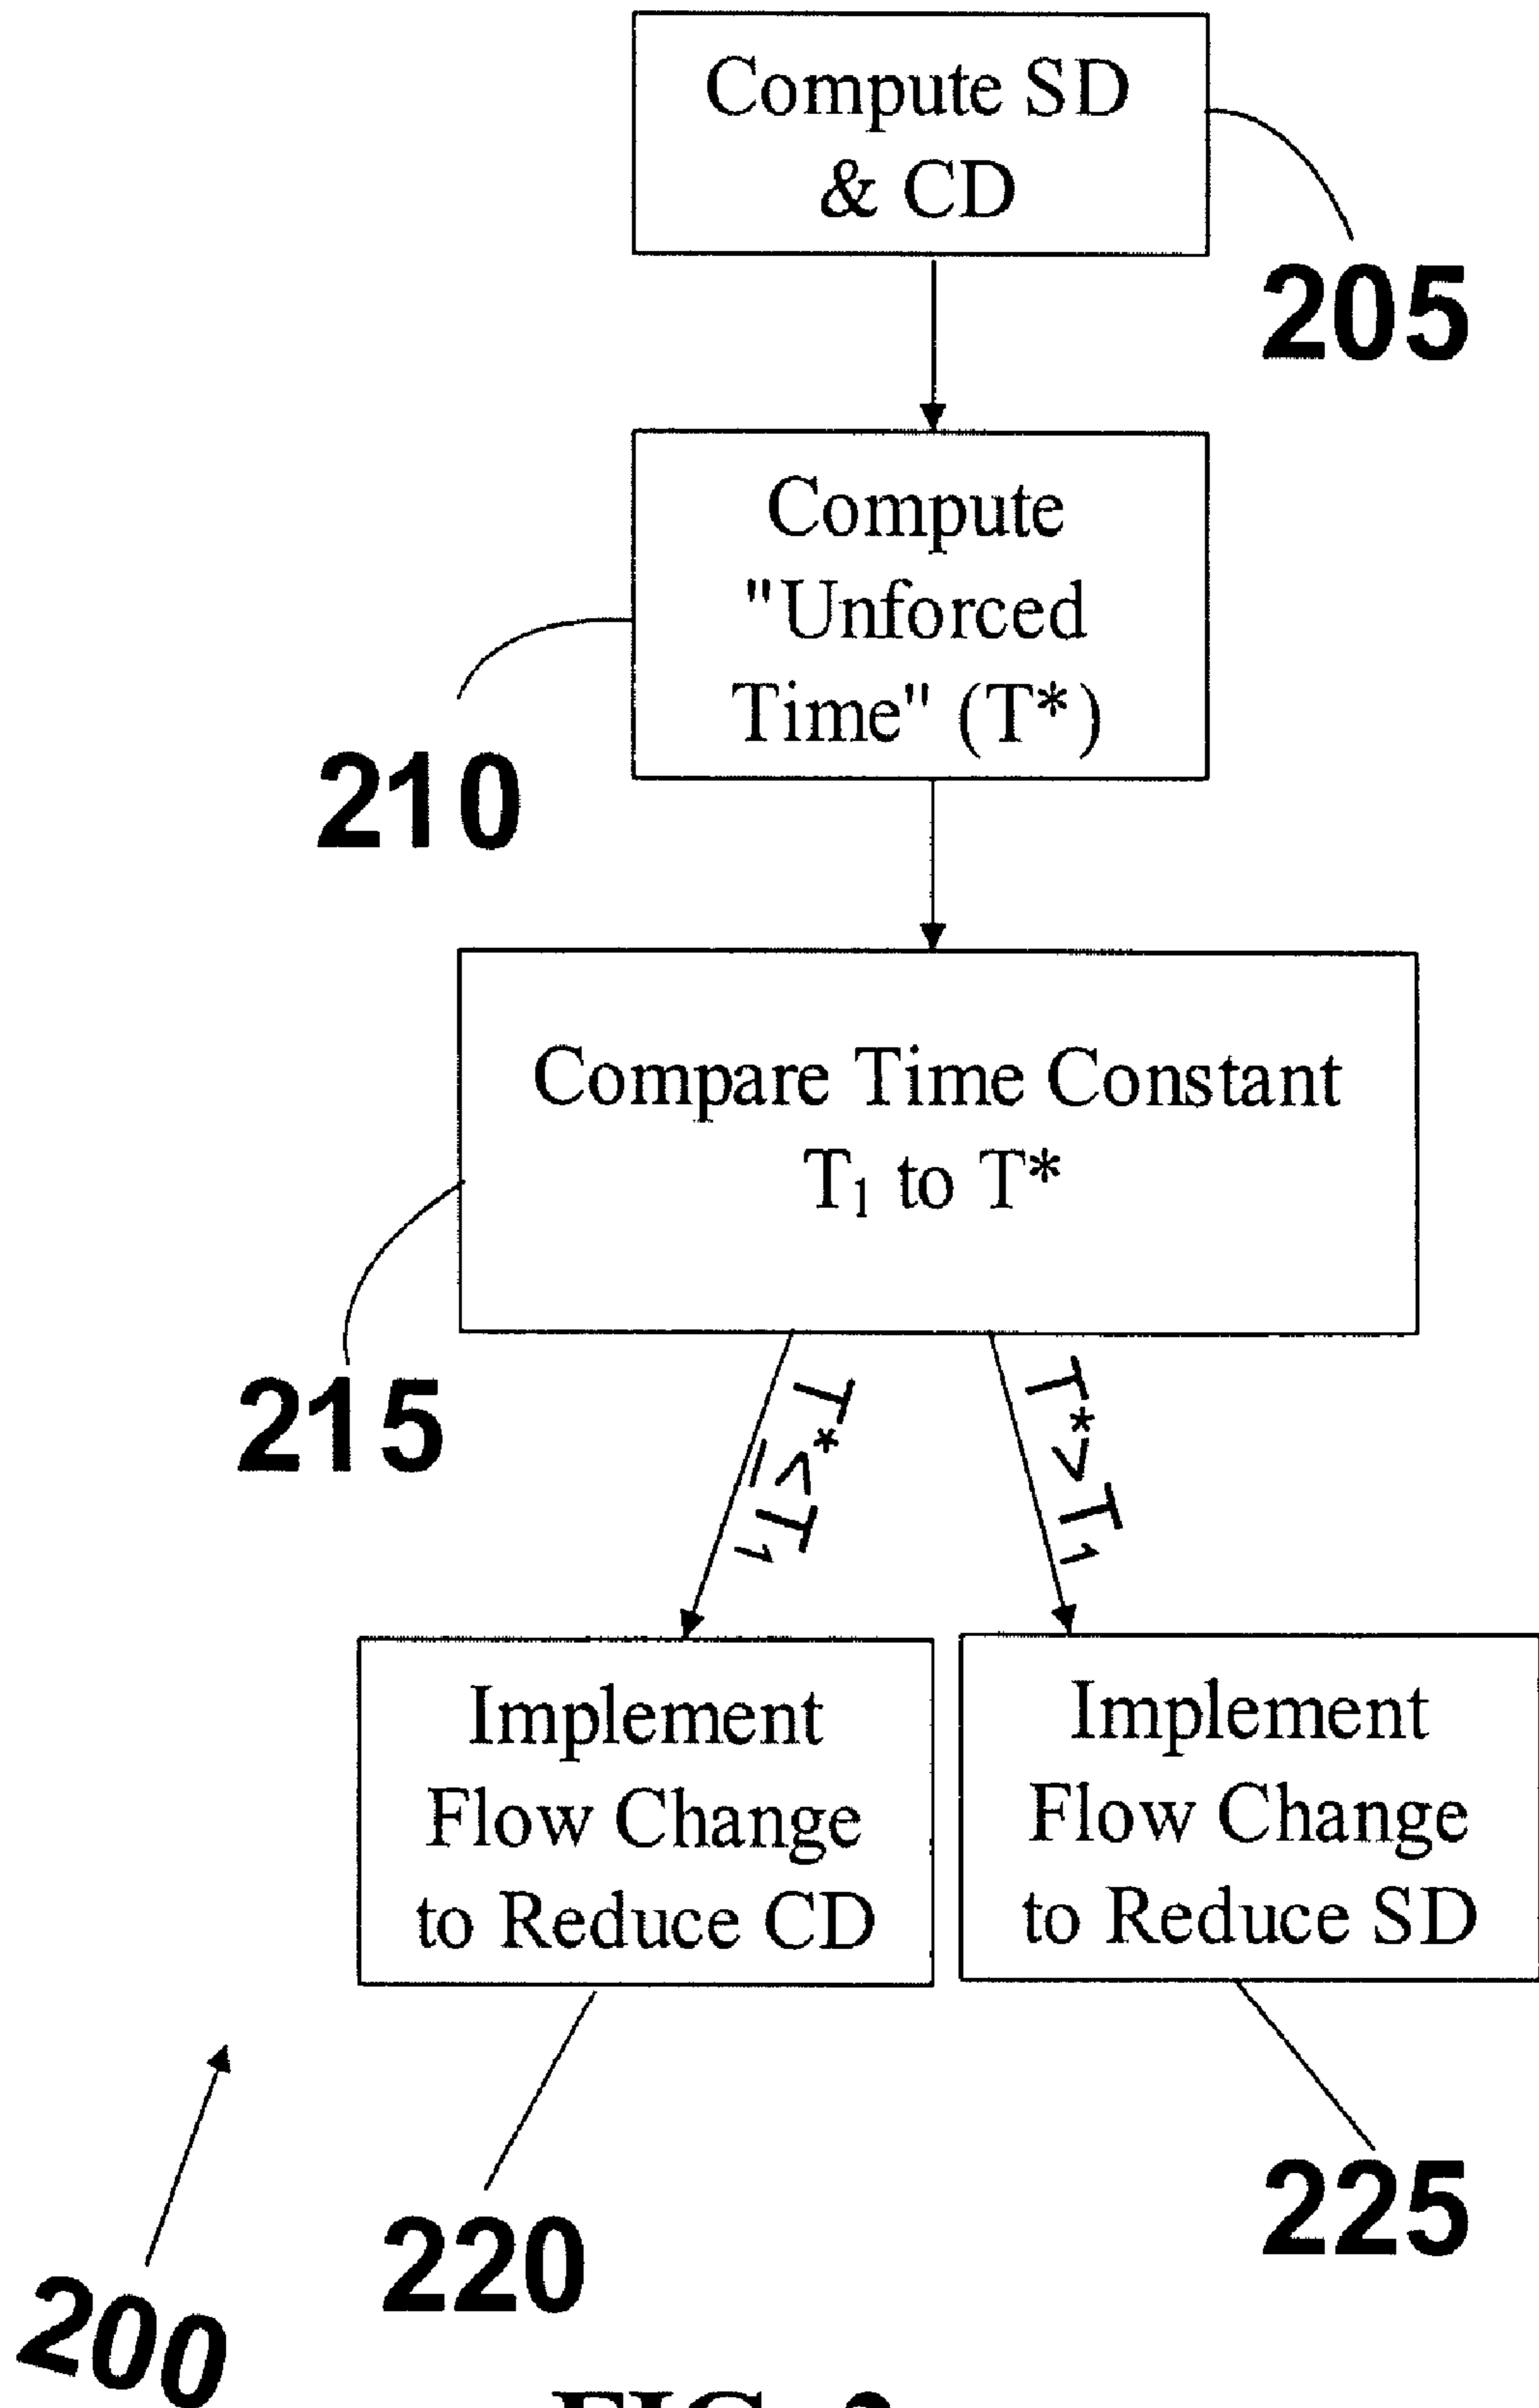 Compute SD
& CD
205
Compute
"Unforced
Time" (T*)
210
Compare Time Constant
T₁ to T*
215
T*≤T₁
T*>T₁
Implement
Flow Change
to Reduce CD
Implement
Flow Change
to Reduce SD
220
225
200